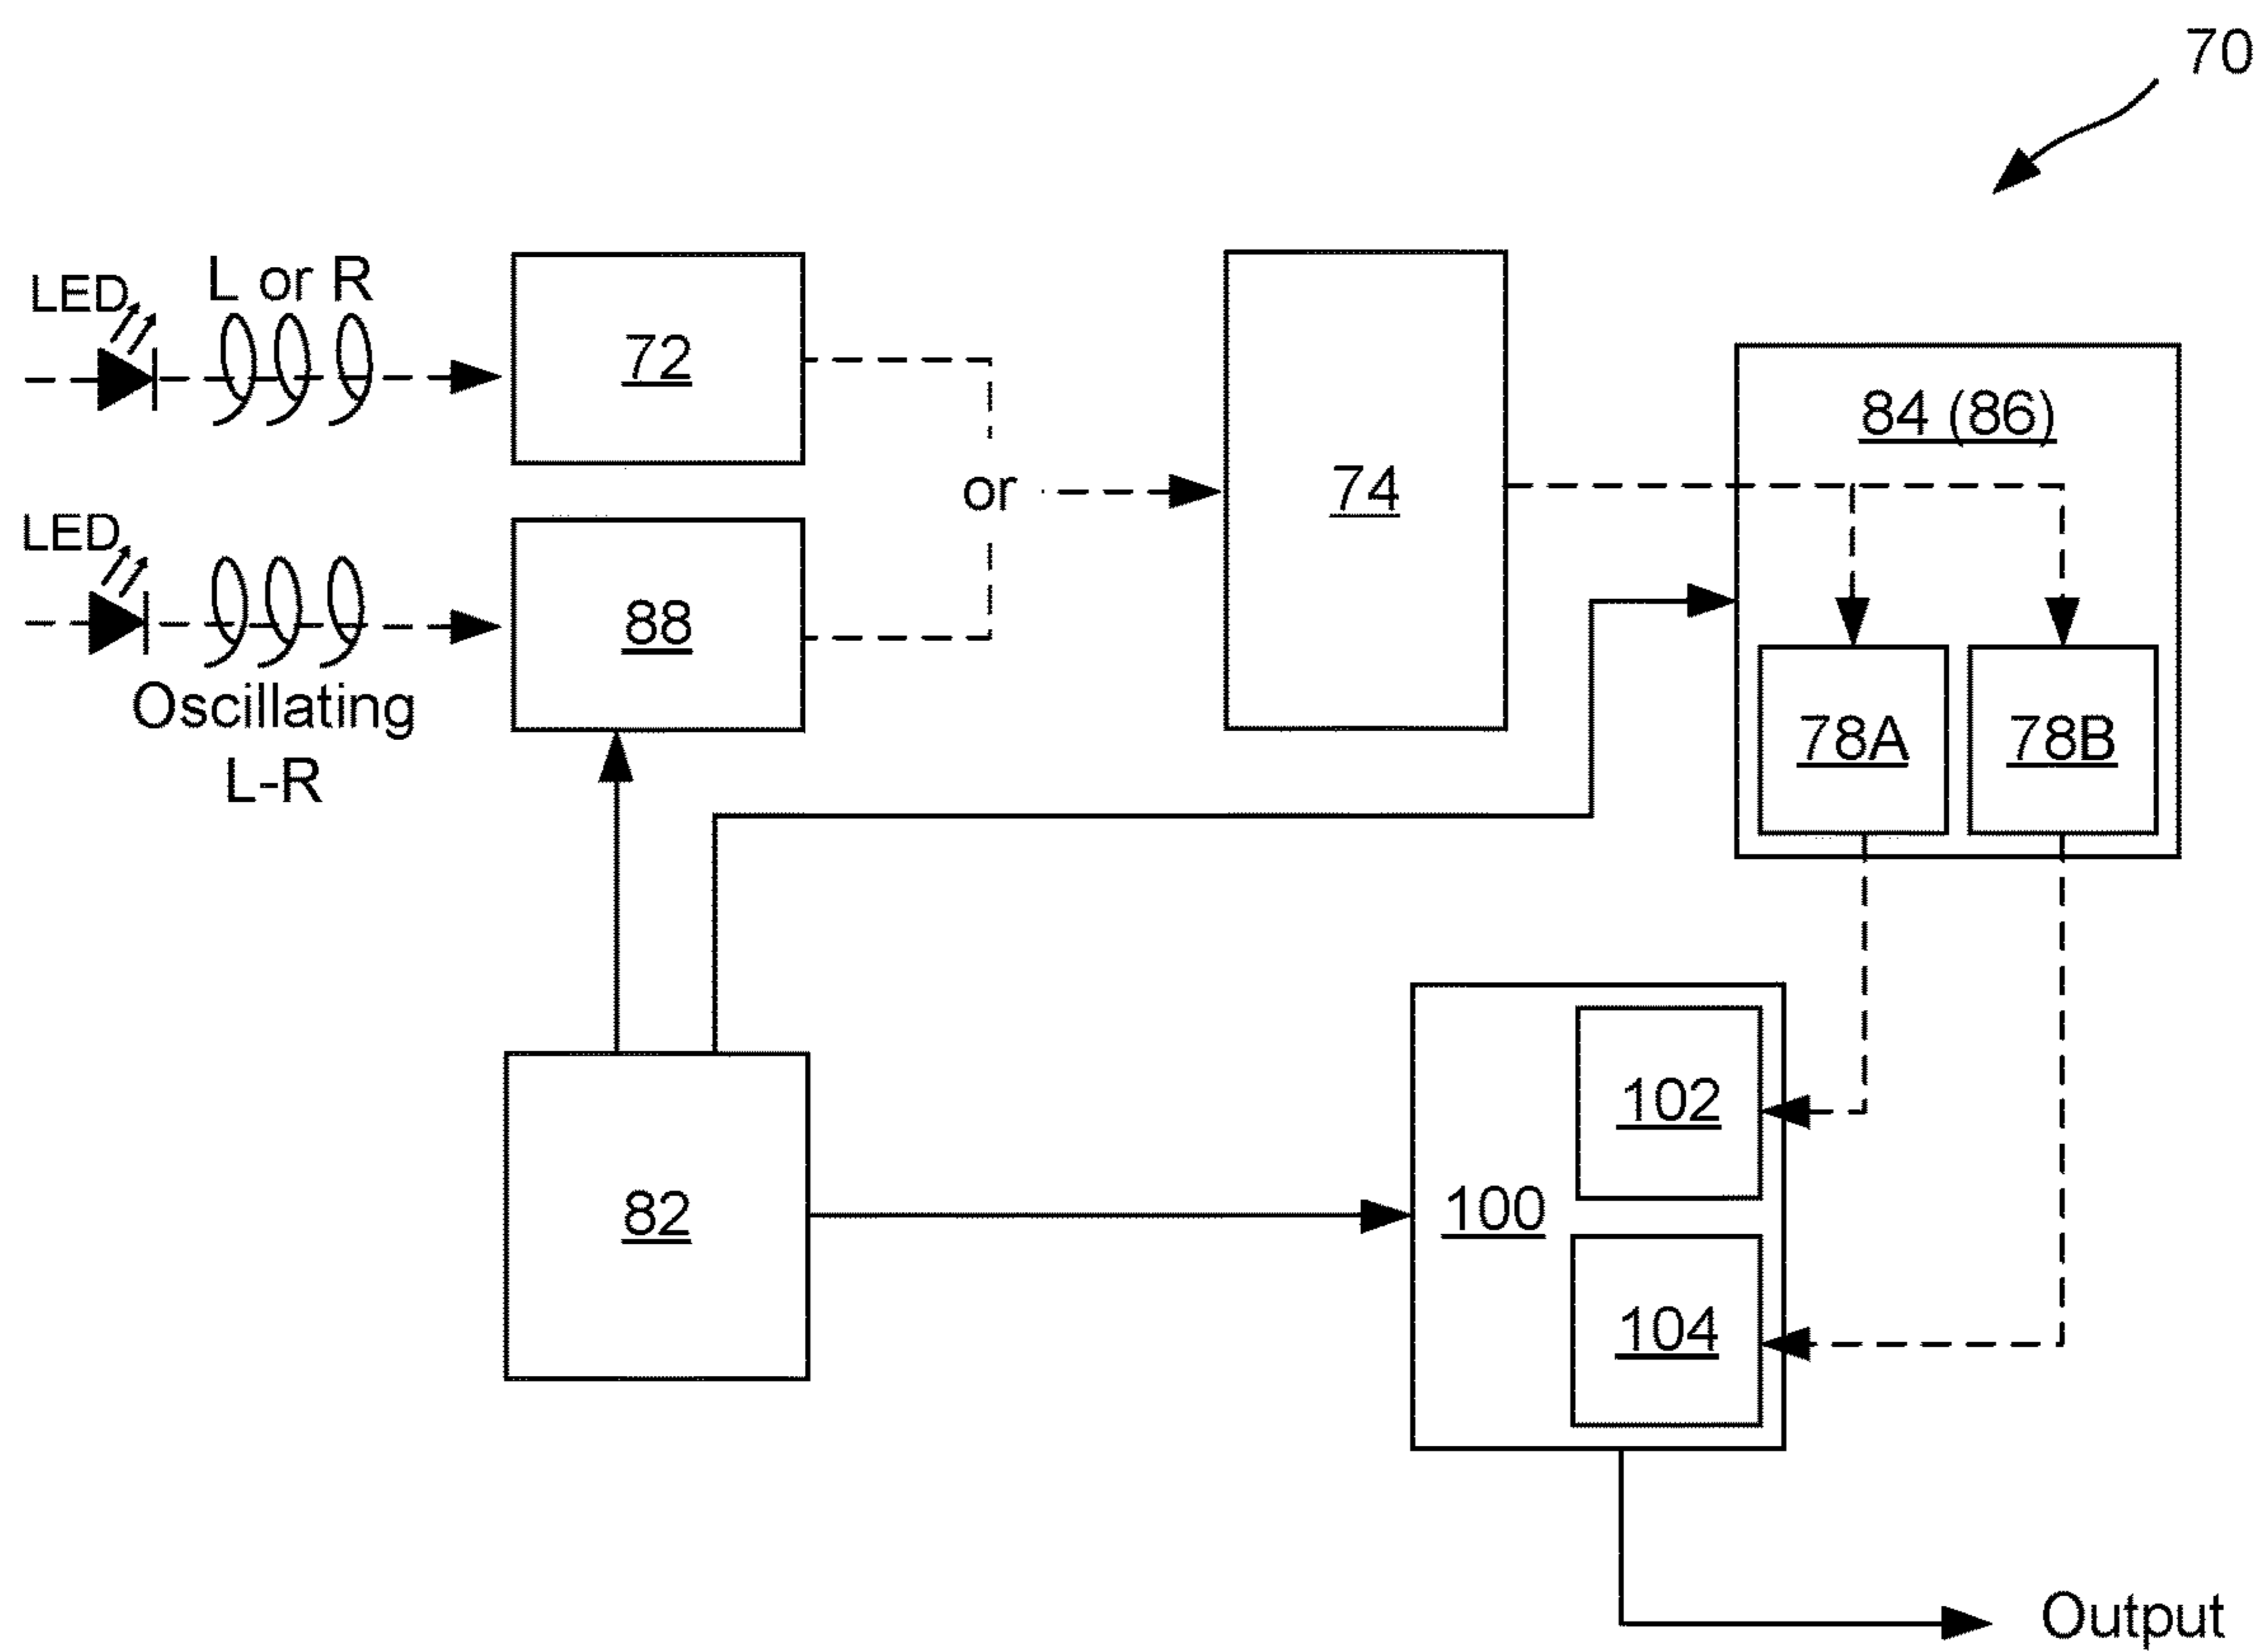 70
LED
L or R
72
84 (86)
74
or
LED
88
Oscillating
L-R
78A
78B
102
82
100
104
Output